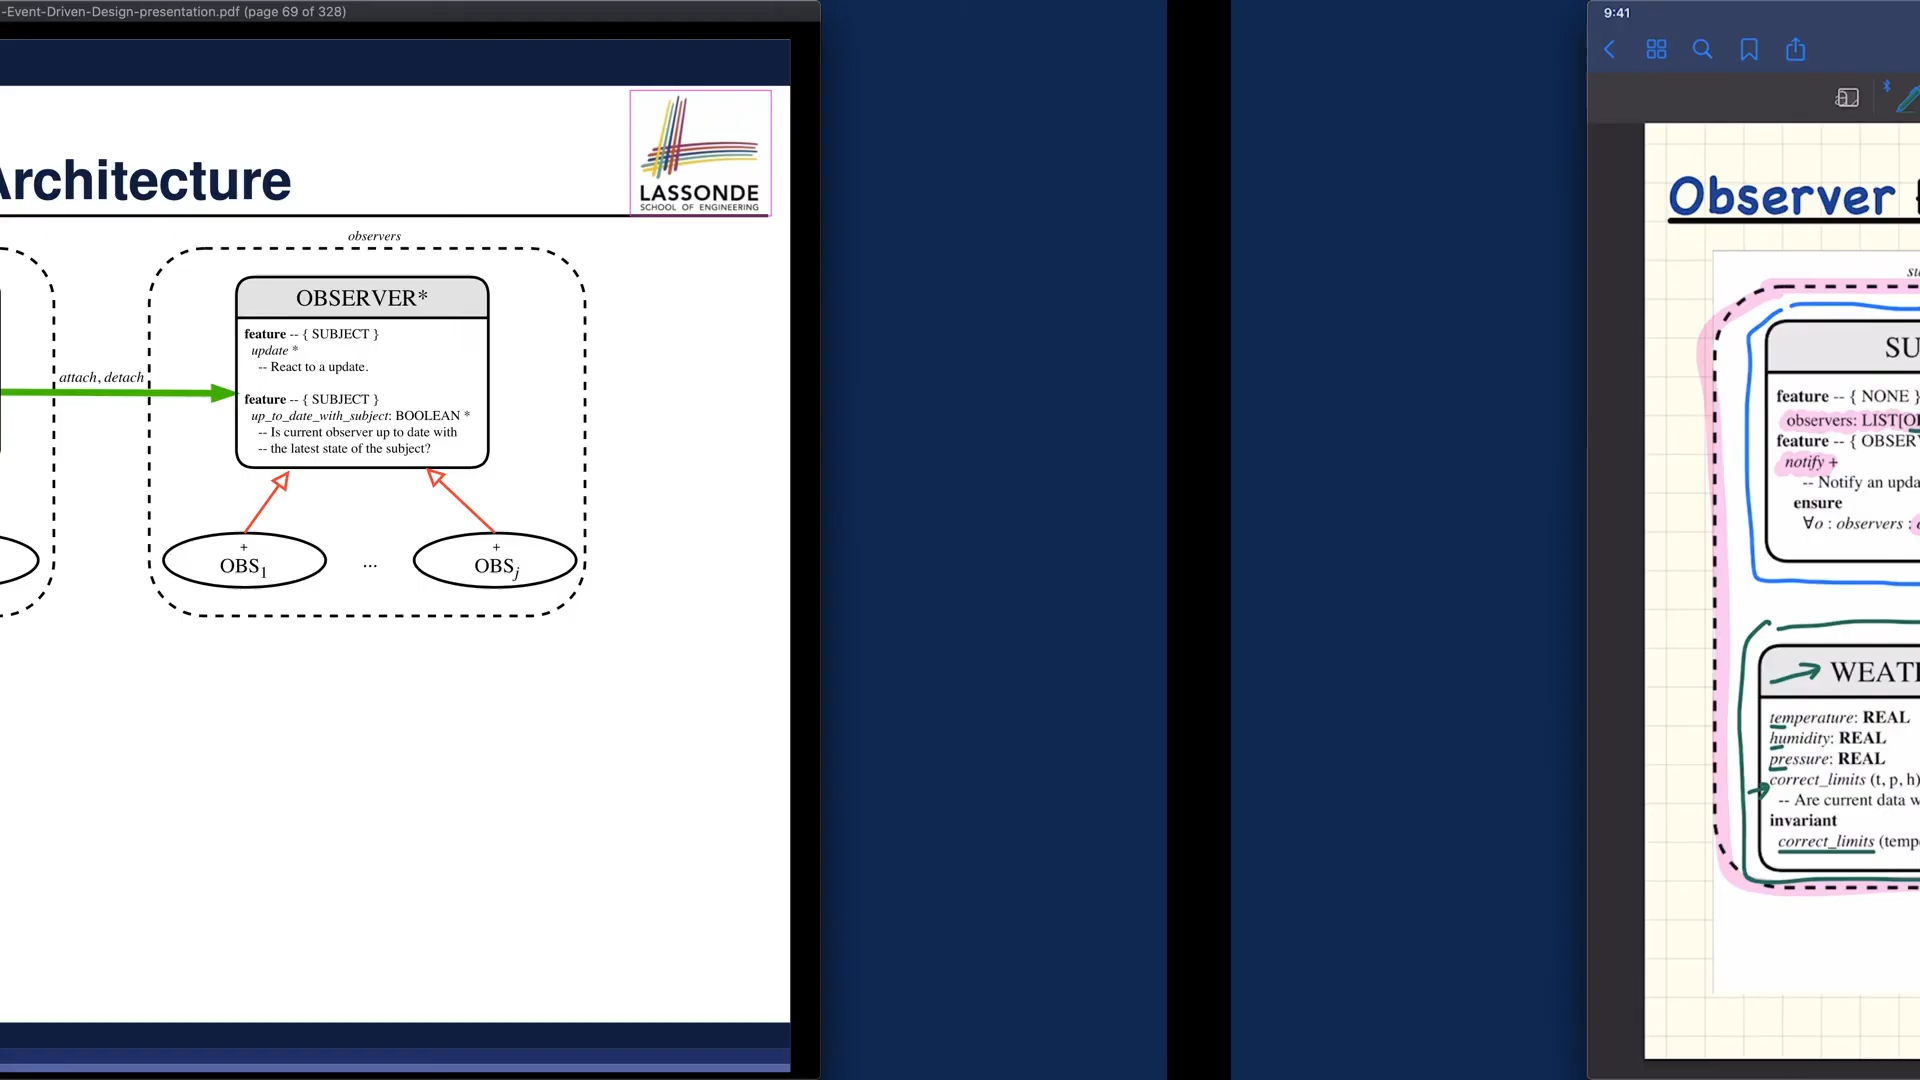 -Event-Driven-Design-presentation.pdf (page 69 of 328)
Architecture
LASSONDE
SCHOOL OF ENGINEERING
observers
OBSERVER*
feature -- { SUBJECT }
update *
-- React to a update.
feature -- { SUBJECT }
up_to_date_with_subject: BOOLEAN *
-- Is current observer up to date with
-- the latest state of the subject?
attach, detach
+
OBS1
...
+
OBSj
9:41
Observer
su
SU
feature -- { NONE }
observers: LIST[O
feature -- { OBSER
notify +
-- Notify an upda
ensure
∀o : observers :
WEAT
temperature: REAL
humidity: REAL
pressure: REAL
correct_limits (t, p, h)
-- Are current data w
invariant
correct_limits (temp